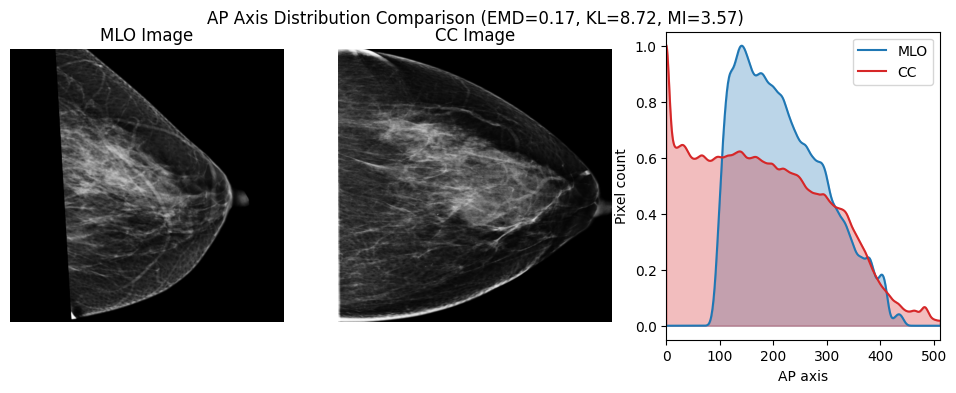 AP Axis Distribution Comparison (EMD=0.17, KL=8.72, MI=3.57)
MLO Image
CC Image
MLO
CC
1.0
0.8
0.6
0.4
0.2
0.0
Pixel count
0 100 200 300 400 500
AP axis